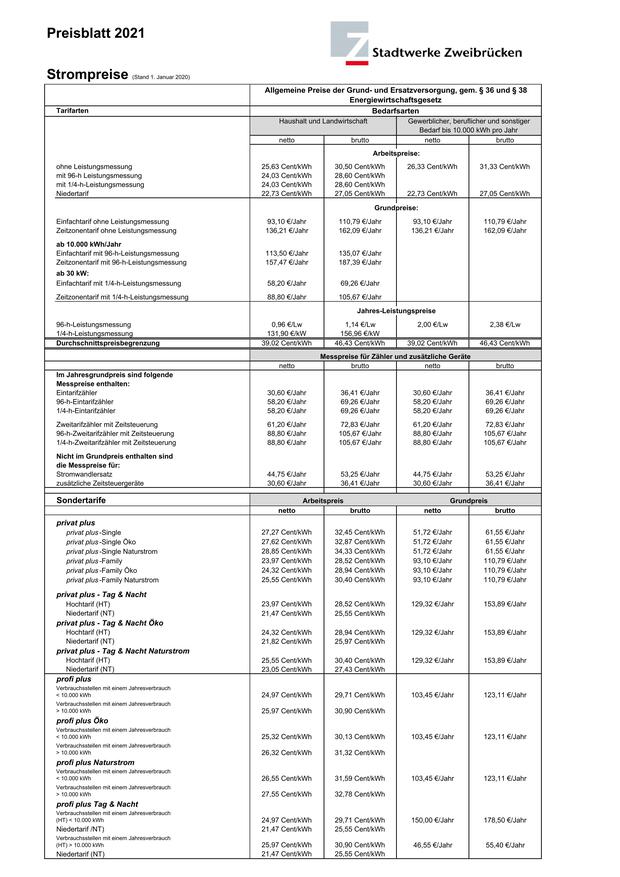 Preisblatt 2021
Stadtwerke Zweibrücken
Strompreise (Stand 1. Januar 2020)
Allgemeine Preise der Grund- und Ersatzversorgung, gem. § 36 und § 38
Energiewirtschaftsgesetz
Tarifarten Bedarfsarten
Haushalt und Landwirtschaft Gewerblicher, beruflicher und sonstiger
Bedarf bis 10.000 kWh pro Jahr
netto brutto netto brutto
Arbeitspreise:
ohne Leistungsmessung 25,63 Cent/kWh 30,50 Cent/kWh 26,33 Cent/kWh 31,33 Cent/kWh
mit 96-h Leistungsmessung 24,03 Cent/kWh 28,60 Cent/kWh
mit 1/4-h Leistungsmessung 24,03 Cent/kWh 28,60 Cent/kWh
Niedertarif 22,73 Cent/kWh 27,05 Cent/kWh 22,73 Cent/kWh 27,05 Cent/kWh
Grundpreise:
Einfachtarif ohne Leistungsmessung 93,10 €/Jahr 110,79 €/Jahr 93,10 €/Jahr 110,79 €/Jahr
Zeitzonentarif ohne Leistungsmessung 136,21 €/Jahr 162,09 €/Jahr 136,21 €/Jahr 162,09 €/Jahr
ab 10.000 kWh/Jahr
Einfachtarif mit 96-h-Leistungsmessung 113,50 €/Jahr 135,07 €/Jahr
Zeitzonentarif mit 96-h-Leistungsmessung 157,47 €/Jahr 187,39 €/Jahr
ab 30 kW:
Einfachtarif mit 1/4-h-Leistungsmessung 58,20 €/Jahr 69,26 €/Jahr
Zeitzonentarif mit 1/4-h-Leistungsmessung 88,80 €/Jahr 105,67 €/Jahr
Jahres-Leistungspreise
96-h-Leistungsmessung 0,96 €/Lw 1,14 €/Lw 2,00 €/Lw 2,38 €/Lw
1/4-h-Leistungsmessung 131,90 €/kW 156,96 €/kW
Durchschnittspreisbegrenzung 39,02 Cent/kWh 46,43 Cent/kWh 39,02 Cent/kWh 46,43 Cent/kWh
Messpreise für Zähler und zusätzliche Geräte
netto brutto netto brutto
Im Jahresgrundpreis sind folgende
Messpreise enthalten:
Eintarifzähler 30,60 €/Jahr 36,41 €/Jahr 30,60 €/Jahr 36,41 €/Jahr
96-h-Eintarifzähler 58,20 €/Jahr 69,26 €/Jahr 58,20 €/Jahr 69,26 €/Jahr
1/4-h-Eintarifzähler 58,20 €/Jahr 69,26 €/Jahr 58,20 €/Jahr 69,26 €/Jahr
Zweitarifzähler mit Zeitsteuerung 61,20 €/Jahr 72,83 €/Jahr 61,20 €/Jahr 72,83 €/Jahr
96-h-Zweitarifzähler mit Zeitsteuerung 88,80 €/Jahr 105,67 €/Jahr 88,80 €/Jahr 105,67 €/Jahr
1/4-h-Zweitarifzähler mit Zeitsteuerung 88,80 €/Jahr 105,67 €/Jahr 88,80 €/Jahr 105,67 €/Jahr
Nicht im Grundpreis enthalten sind
die Messpreise für:
Stromwandlersatz 44,75 €/Jahr 53,25 €/Jahr 44,75 €/Jahr 53,25 €/Jahr
zusätzliche Zeitsteuergeräte 30,60 €/Jahr 36,41 €/Jahr 30,60 €/Jahr 36,41 €/Jahr
Sondertarife Arbeitspreis Grundpreis
netto brutto netto brutto
privat plus
privat plus-Single 27,27 Cent/kWh 32,45 Cent/kWh 51,72 €/Jahr 61,55 €/Jahr
privat plus-Single Öko 27,62 Cent/kWh 32,87 Cent/kWh 51,72 €/Jahr 61,55 €/Jahr
privat plus-Single Naturstrom 28,85 Cent/kWh 34,33 Cent/kWh 51,72 €/Jahr 61,55 €/Jahr
privat plus-Family 23,97 Cent/kWh 28,52 Cent/kWh 93,10 €/Jahr 110,79 €/Jahr
privat plus-Family Öko 24,32 Cent/kWh 28,94 Cent/kWh 93,10 €/Jahr 110,79 €/Jahr
privat plus-Family Naturstrom 25,55 Cent/kWh 30,40 Cent/kWh 93,10 €/Jahr 110,79 €/Jahr
privat plus - Tag & Nacht
Hochtarif (HT) 23,97 Cent/kWh 28,52 Cent/kWh 129,32 €/Jahr 153,89 €/Jahr
Niedertarif (NT) 21,47 Cent/kWh 25,55 Cent/kWh
privat plus - Tag & Nacht Öko
Hochtarif (HT) 24,32 Cent/kWh 28,94 Cent/kWh 129,32 €/Jahr 153,89 €/Jahr
Niedertarif (NT) 21,82 Cent/kWh 25,97 Cent/kWh
privat plus - Tag & Nacht Naturstrom
Hochtarif (HT) 25,55 Cent/kWh 30,40 Cent/kWh 129,32 €/Jahr 153,89 €/Jahr
Niedertarif (NT) 23,05 Cent/kWh 27,43 Cent/kWh
profi plus
Verbrauchsstellen mit einem Jahresverbrauch
< 10.000 kWh 24,97 Cent/kWh 29,71 Cent/kWh 103,45 €/Jahr 123,11 €/Jahr
Verbrauchsstellen mit einem Jahresverbrauch
> 10.000 kWh 25,97 Cent/kWh 30,90 Cent/kWh
profi plus Öko
Verbrauchsstellen mit einem Jahresverbrauch
< 10.000 kWh 25,32 Cent/kWh 30,13 Cent/kWh 103,45 €/Jahr 123,11 €/Jahr
Verbrauchsstellen mit einem Jahresverbrauch
> 10.000 kWh 26,32 Cent/kWh 31,32 Cent/kWh
profi plus Naturstrom
Verbrauchsstellen mit einem Jahresverbrauch
< 10.000 kWh 26,55 Cent/kWh 31,59 Cent/kWh 103,45 €/Jahr 123,11 €/Jahr
Verbrauchsstellen mit einem Jahresverbrauch
> 10.000 kWh 27,55 Cent/kWh 32,78 Cent/kWh
profi plus Tag & Nacht
Verbrauchsstellen mit einem Jahresverbrauch
(HT) < 10.000 kWh 24,97 Cent/kWh 29,71 Cent/kWh 150,00 €/Jahr 178,50 €/Jahr
Niedertarif /NT) 21,47 Cent/kWh 25,55 Cent/kWh
Verbrauchsstellen mit einem Jahresverbrauch
(HT) > 10.000 kWh 25,97 Cent/kWh 30,90 Cent/kWh 46,55 €/Jahr 55,40 €/Jahr
Niedertarif (NT) 21,47 Cent/kWh 25,55 Cent/kWh